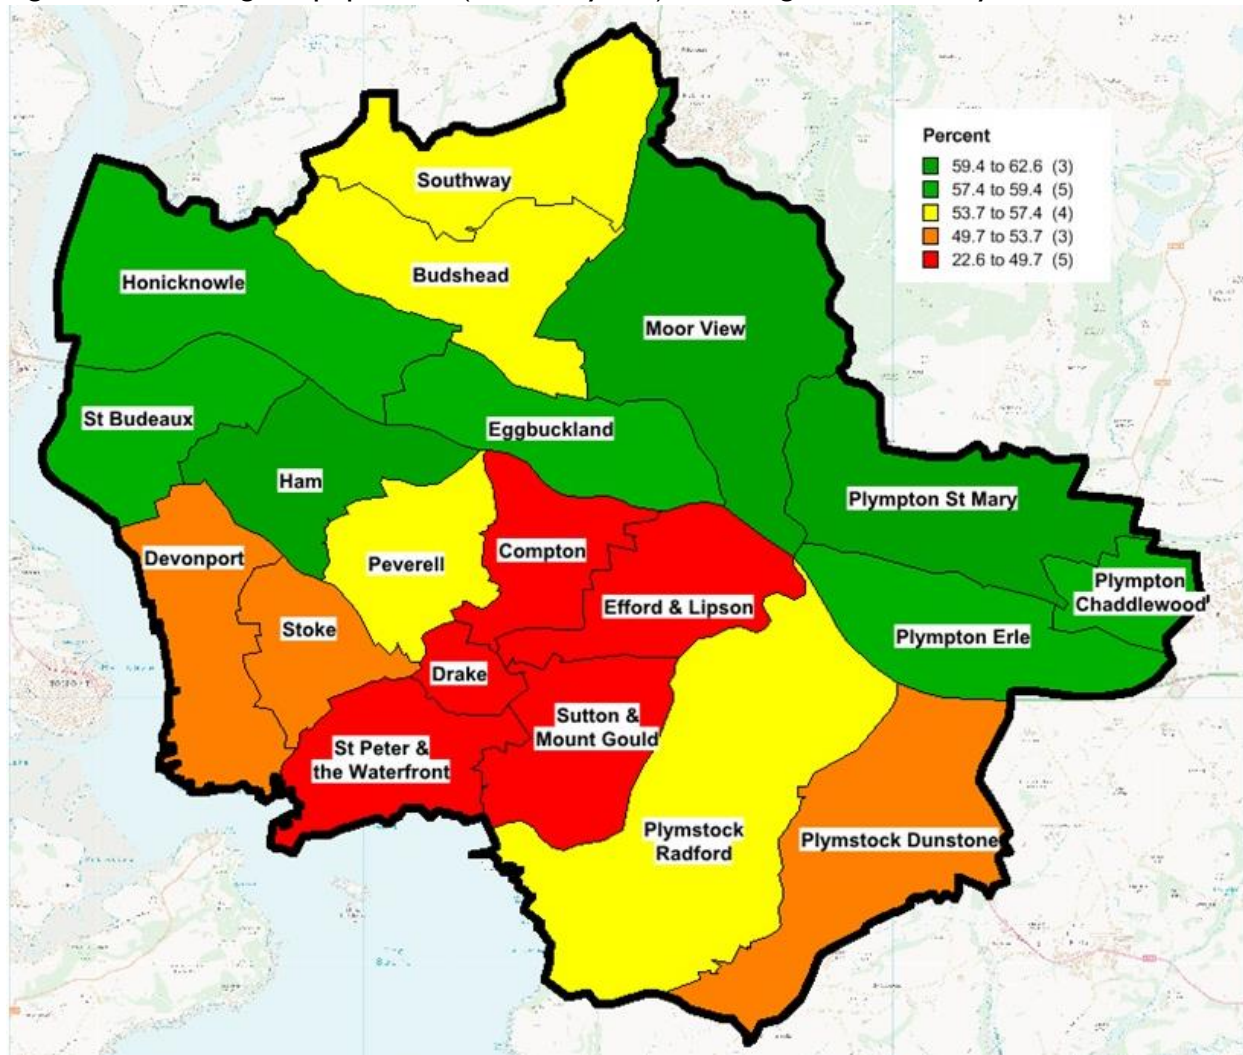 Percent
59.4 to 62.6 (3)
57.4 to 59.4 (5)
53.7 to 57.4 (4)
49.7 to 53.7 (3)
22.6 to 49.7 (5)
Southway
Budshead
Honicknowle
Moor View
St Budeaux
Eggbuckland
Ham
Plympton St Mary
Devonport
Compton
Peverell
Plympton
Chaddlewood
Efford & Lipson
Stoke
Plympton Erle
Drake
Sutton &
Mount Gould
St Peter &
the Waterfront
Plymstock
Radford
Plymstock Dunstone